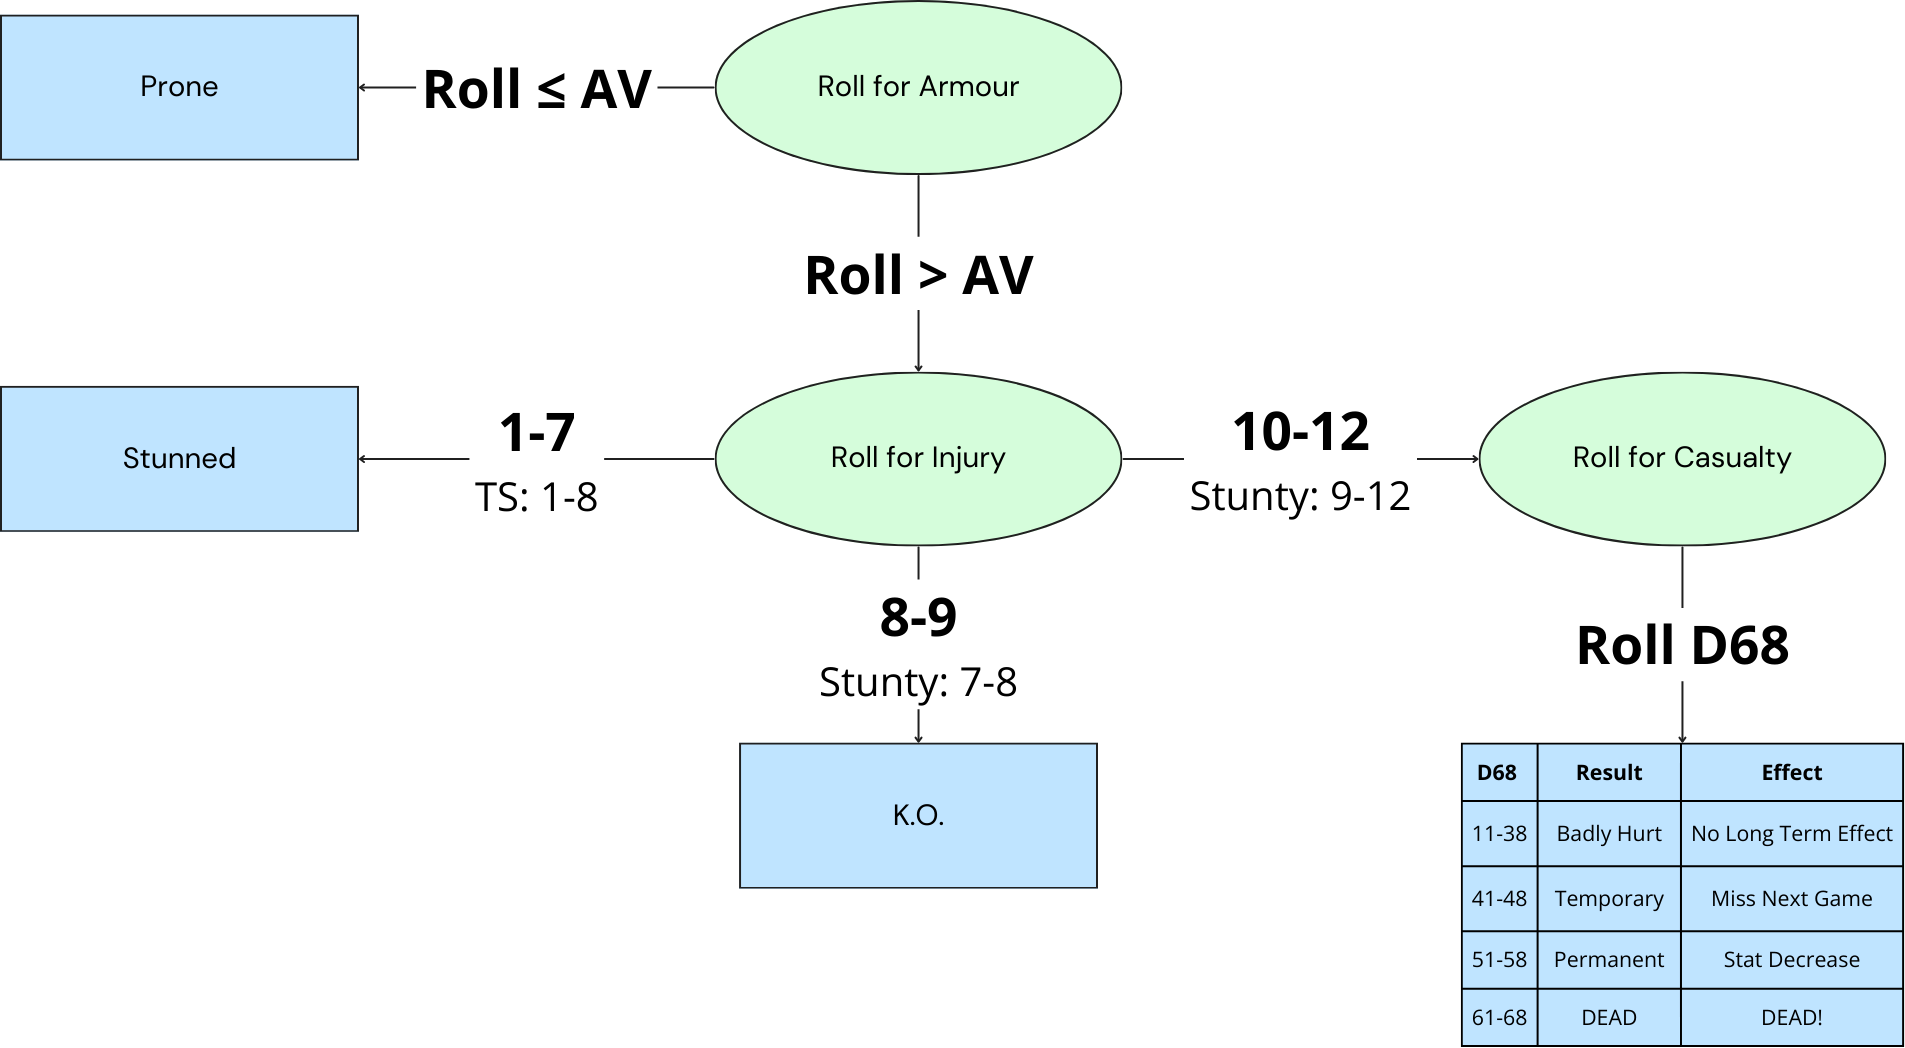 Prone
Roll ≤ AV
Roll for Armour
Roll > AV
Stunned
1-7
TS: 1-8
Roll for Injury
10-12
Stunty: 9-12
Roll for Casualty
8-9
Stunty: 7-8
K.O.
Roll D68
D68 Result Effect
11-38 Badly Hurt No Long Term Effect
41-48 Temporary Miss Next Game
51-58 Permanent Stat Decrease
61-68 DEAD DEAD!